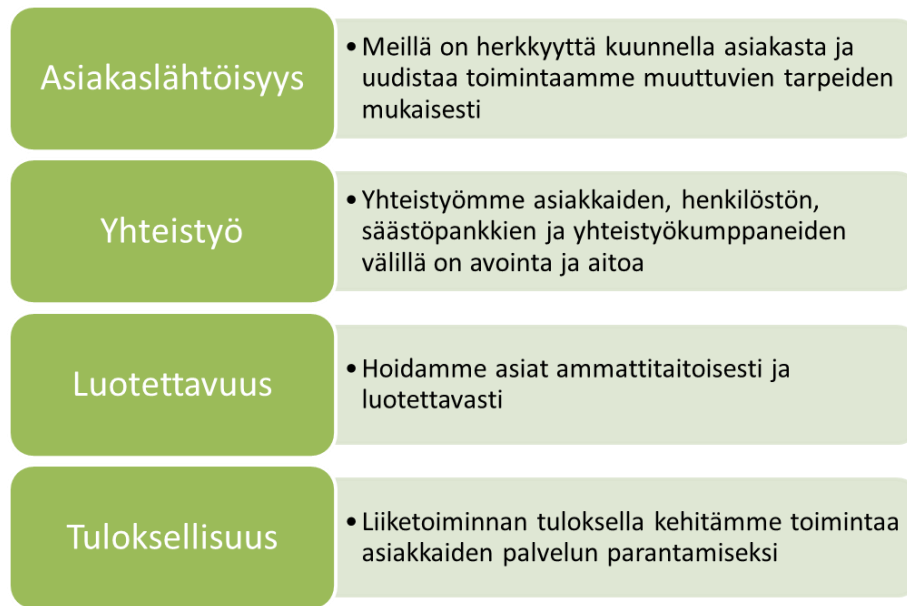 Asiakaslähtöisyys
• Meillä on herkkyyttä kuunnella asiakasta ja
uudistaa toimintaamme muuttuvien tarpeiden
mukaisesti
Yhteistyö
• Yhteistyömme asiakkaiden, henkilöstön,
säästöpankkien ja yhteistyökumppaneiden
välillä on avointa ja aitoa
Luotettavuus
• Hoidamme asiat ammattitaitoisesti ja
luotettavasti
Tuloksellisuus
• Liiketoiminnan tuloksella kehitämme toimintaa
asiakkaiden palvelun parantamiseksi